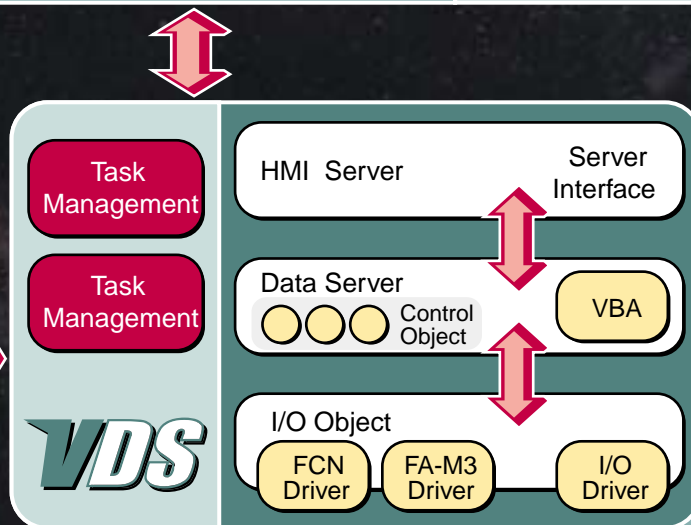 Task
Management
HMI Server
Server
Interface
Task
Management
Data Server
Control
Object
VBA
VDS
I/O Object
FCN
Driver
FA-M3
Driver
I/O
Driver